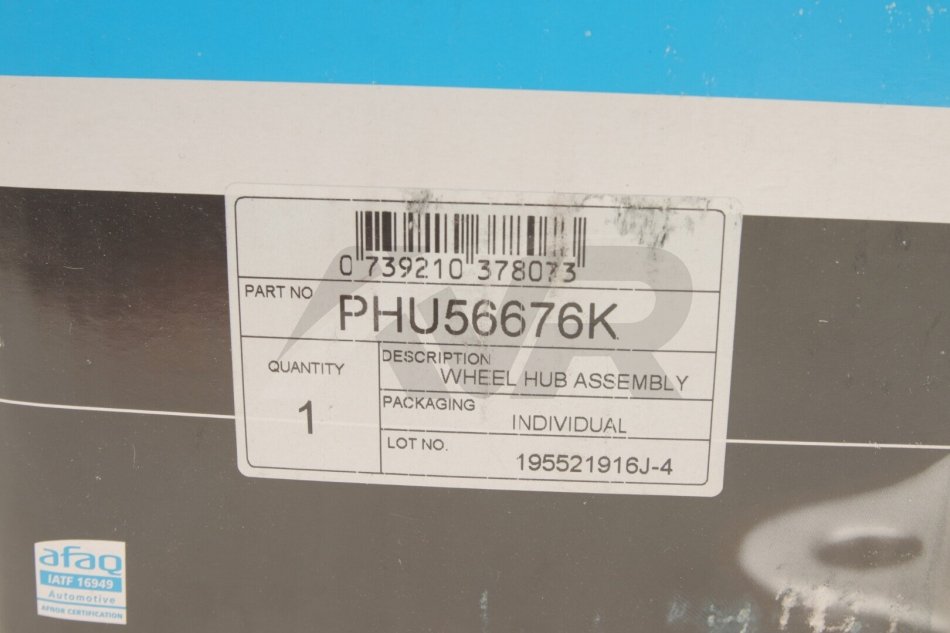 0 739210 378073
PART NO
PHU56676K
QUANTITY
1
DESCRIPTION
WHEEL HUB ASSEMBLY
PACKAGING
INDIVIDUAL
LOT NO.
195521916J-4
afaq
IATF 16949
Automotive
AFNOR CERTIFICATION